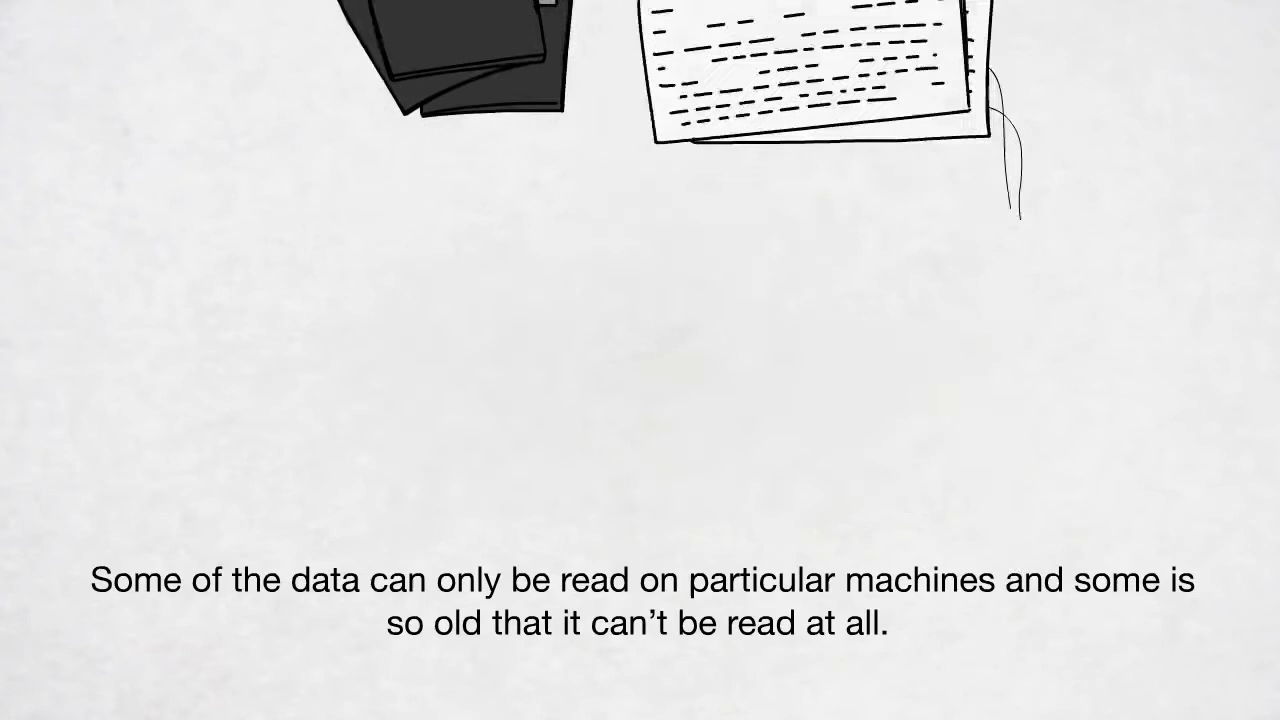 Some of the data can only be read on particular machines and some is
so old that it can’t be read at all.